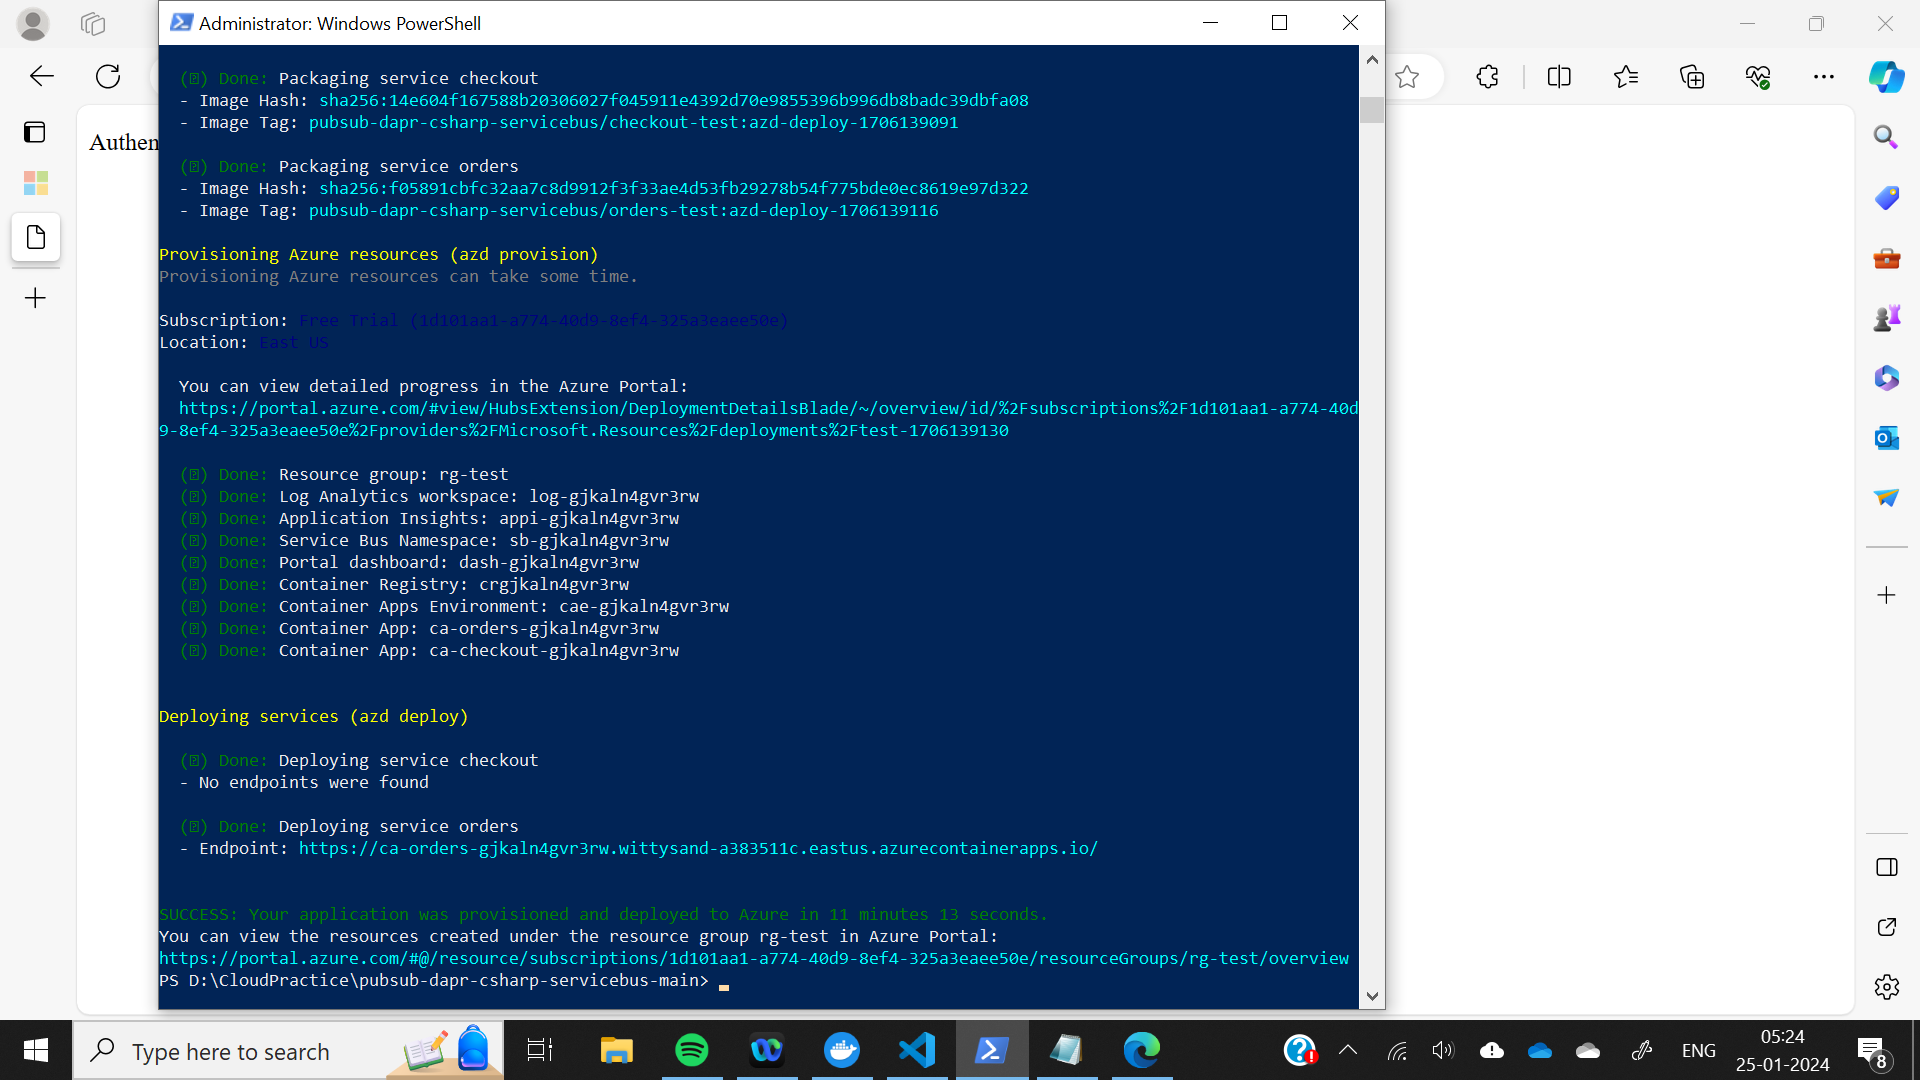 Administrator: Windows PowerShell
Authen
(?) Done: Packaging service checkout
- Image Hash: sha256:14e604f167588b20306027f045911e4392d70e9855396b996db8badc39dbfa08
- Image Tag: pubsub-dapr-csharp-servicebus/checkout-test:azd-deploy-1706139091
(?) Done: Packaging service orders
- Image Hash: sha256:f05891cbfc32aa7c8d9912f3f33ae4d53fb29278b54f775bde0ec8619e97d322
- Image Tag: pubsub-dapr-csharp-servicebus/orders-test:azd-deploy-1706139116
Provisioning Azure resources (azd provision)
Provisioning Azure resources can take some time.
Subscription: Free Trial (1d101aa1-a774-40d9-8ef4-325a3eaee50e)
Location: East US
You can view detailed progress in the Azure Portal:
https://portal.azure.com/#view/HubsExtension/DeploymentDetailsBlade/~/overview/id/%2Fsubscriptions%2F1d101aa1-a774-40d
9-8ef4-325a3eaee50e%2Fproviders%2FMicrosoft.Resources%2Fdeployments%2Ftest-1706139130
(?) Done: Resource group: rg-test
(?) Done: Log Analytics workspace: log-gjkaln4gvr3rw
(?) Done: Application Insights: appi-gjkaln4gvr3rw
(?) Done: Service Bus Namespace: sb-gjkaln4gvr3rw
(?) Done: Portal dashboard: dash-gjkaln4gvr3rw
(?) Done: Container Registry: crgjkaln4gvr3rw
(?) Done: Container Apps Environment: cae-gjkaln4gvr3rw
(?) Done: Container App: ca-orders-gjkaln4gvr3rw
(?) Done: Container App: ca-checkout-gjkaln4gvr3rw
Deploying services (azd deploy)
(?) Done: Deploying service checkout
- No endpoints were found
(?) Done: Deploying service orders
- Endpoint: https://ca-orders-gjkaln4gvr3rw.wittysand-a383511c.eastus.azurecontainerapps.io/
SUCCESS: Your application was provisioned and deployed to Azure in 11 minutes 13 seconds.
You can view the resources created under the resource group rg-test in Azure Portal:
https://portal.azure.com/#@/resource/subscriptions/1d101aa1-a774-40d9-8ef4-325a3eaee50e/resourceGroups/rg-test/overview
PS D:\CloudPractice\pubsub-dapr-csharp-servicebus-main>
Type here to search
ENG
05:24
25-01-2024
8